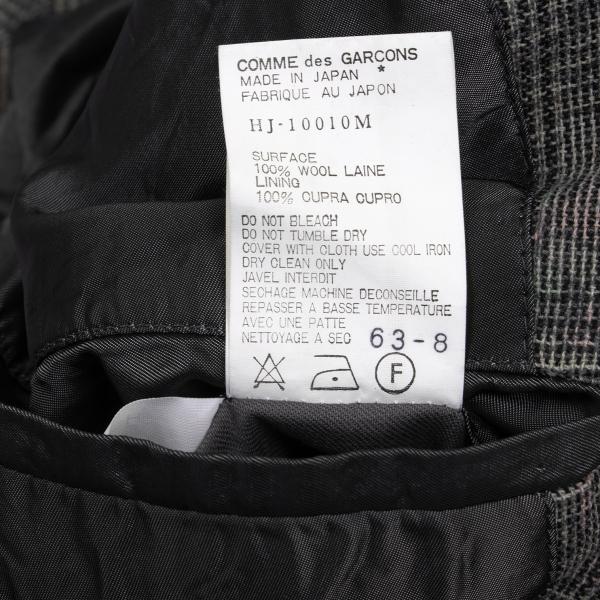 COMME des GARCONS
MADE IN JAPAN *
FABRIQUE AU JAPON
HJ-10010M
SURFACE
100% WOOL LAINE
LINING
100% CUPRA CUPRO
DO NOT BLEACH
DO NOT TUMBLE DRY
COVER WITH CLOTH USE COOL IRON
DRY CLEAN ONLY
JAVEL INTERDIT
SECHAGE MACHINE DECONSEILLE
REPASSER A BASSE TEMPERATURE
AVEC UNE PATTE
NETTOYAGE A SEC 63-8
F